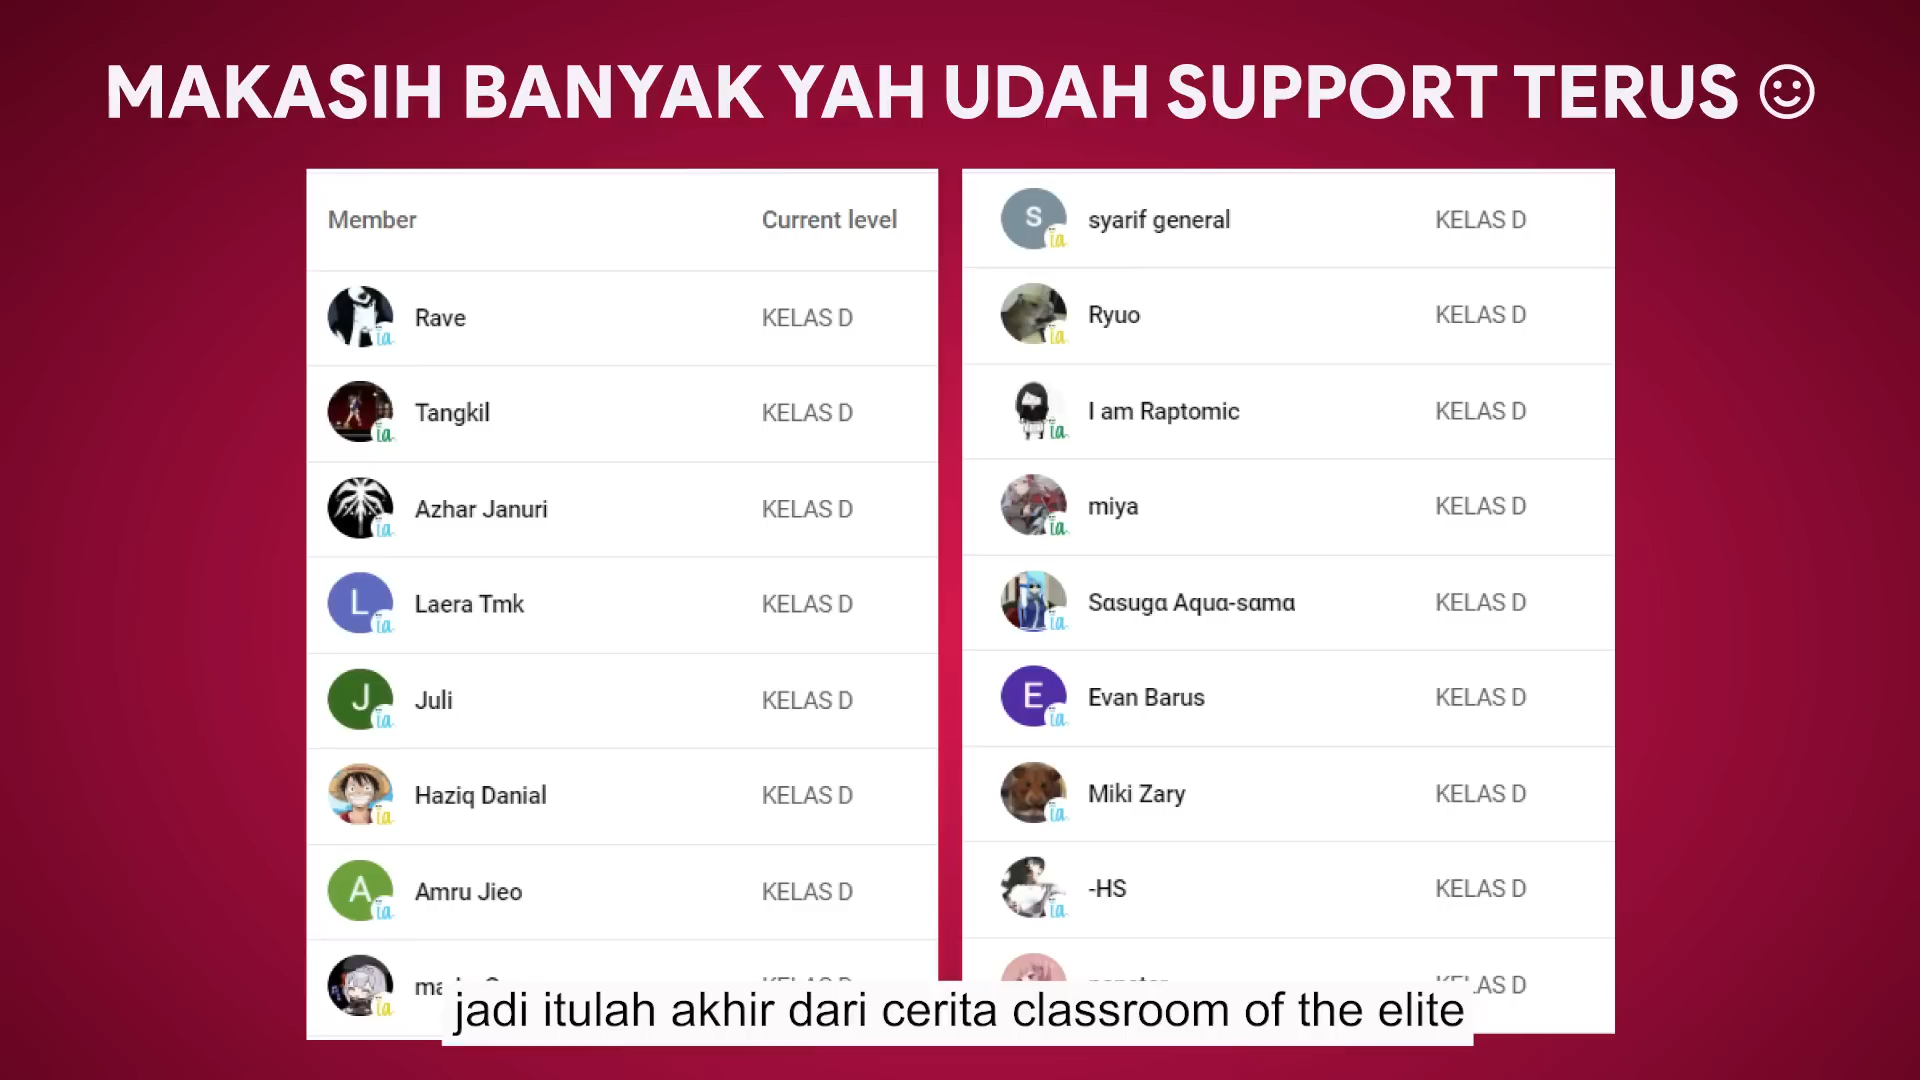 MAKASIH BANYAK YAH UDAH SUPPORT TERUS ☺
Member Current level
Rave KELAS D
Tangkil KELAS D
Azhar Januri KELAS D
L Laera Tmk KELAS D
J Juli KELAS D
Haziq Danial KELAS D
A Amru Jieo KELAS D
S syarif general KELAS D
Ryuo KELAS D
I am Raptomic KELAS D
miya KELAS D
Sasuga Aqua-sama KELAS D
E Evan Barus KELAS D
Miki Zary KELAS D
-HS KELAS D
KELAS D
jadi itulah akhir dari cerita classroom of the elite